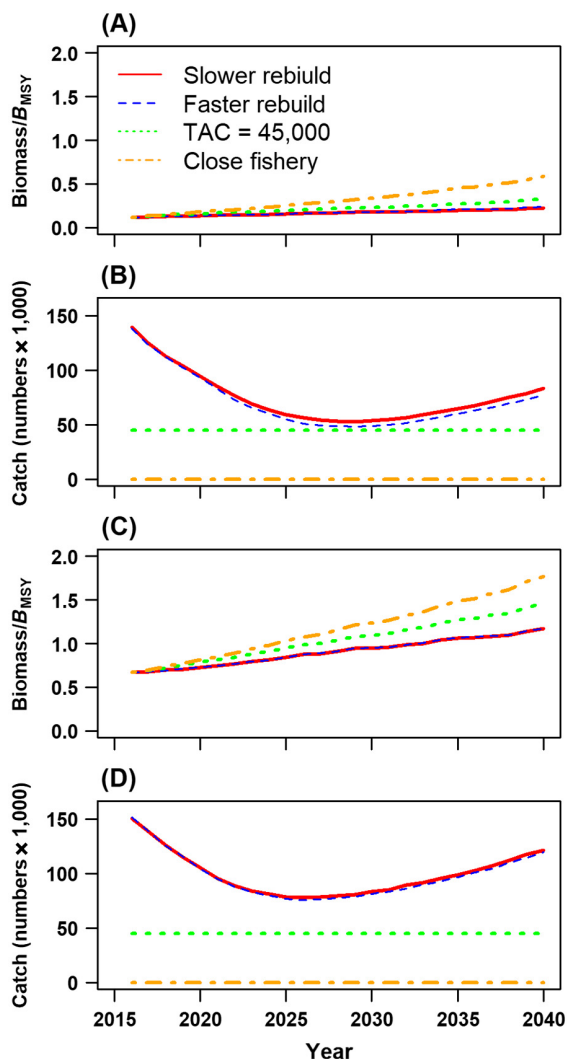 (A)
2.0
1.5
1.0
0.5
0.0
Biomass/BMSY
Slower rebiuld
Faster rebuild
TAC = 45,000
Close fishery
(B)
150
100
50
0
Catch (numbers x 1,000)
(C)
2.0
1.5
1.0
0.5
0.0
Biomass/BMSY
(D)
150
100
50
0
Catch (numbers x 1,000)
2015 2020 2025 2030 2035 2040
Year